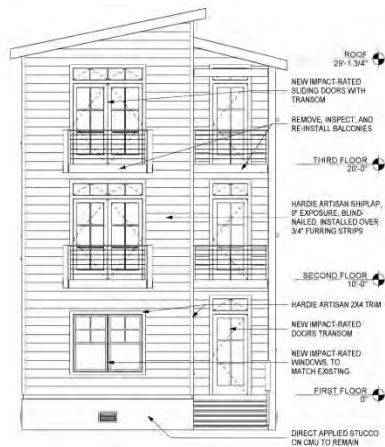 ROOF
29'-1.3/4"
NEW IMPACT-RATED
SLIDING DOORS WITH
TRANSOM
REMOVE, INSPECT, AND
RE-INSTALL BALCONIES
THIRD FLOOR
20'-0"
HARDIE ARTISAN SHIPLAP,
9" EXPOSURE, BLIND-
NAILED, INSTALLED OVER
3/4" FURRING STRIPS
SECOND FLOOR
10'-0"
HARDIE ARTISAN 2X4 TRIM
NEW IMPACT-RATED
DOORS TRANSOM
NEW IMPACT-RATED
WINDOWS, TO
MATCH EXISTING
FIRST FLOOR
0"
DIRECT APPLIED STUCCO
ON CMU TO REMAIN